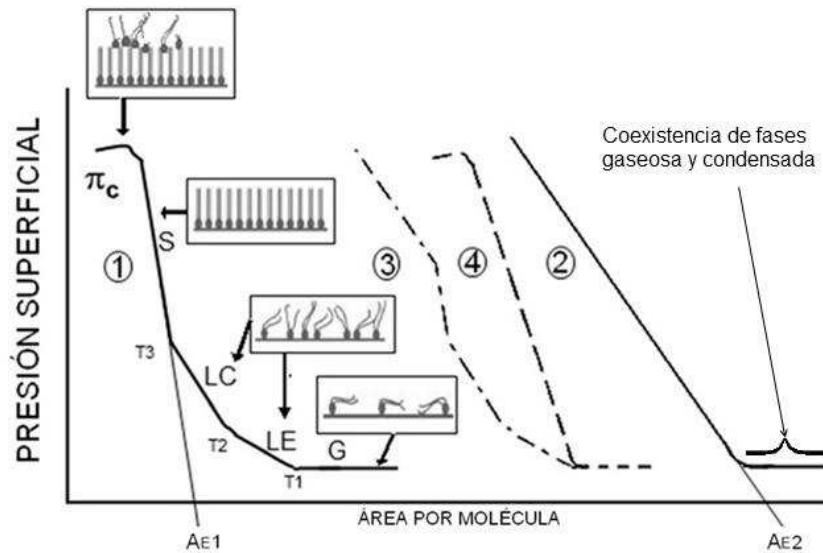 Coexistencia de fases
gaseosa y condensada
πc
S
① ③ ④ ②
T3
LC
T2
LE
G
T1
PRESIÓN SUPERFICIAL
ÁREA POR MOLÉCULA
AE1
AE2